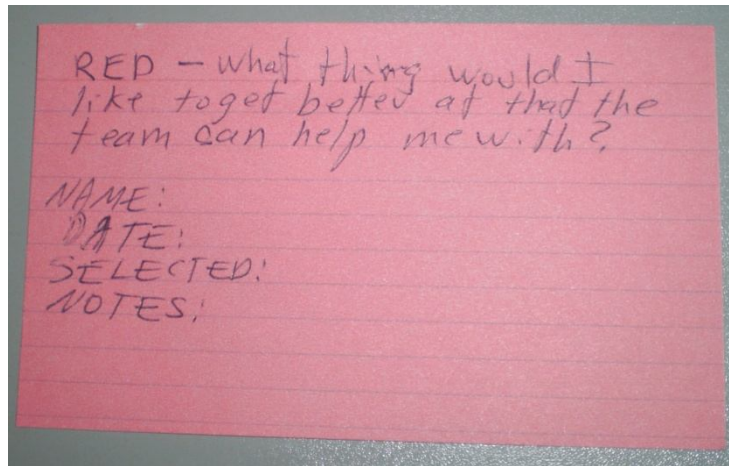 RED – What thing would I
like to get better at that the
team can help me with?
NAME:
DATE:
SELECTED:
NOTES: